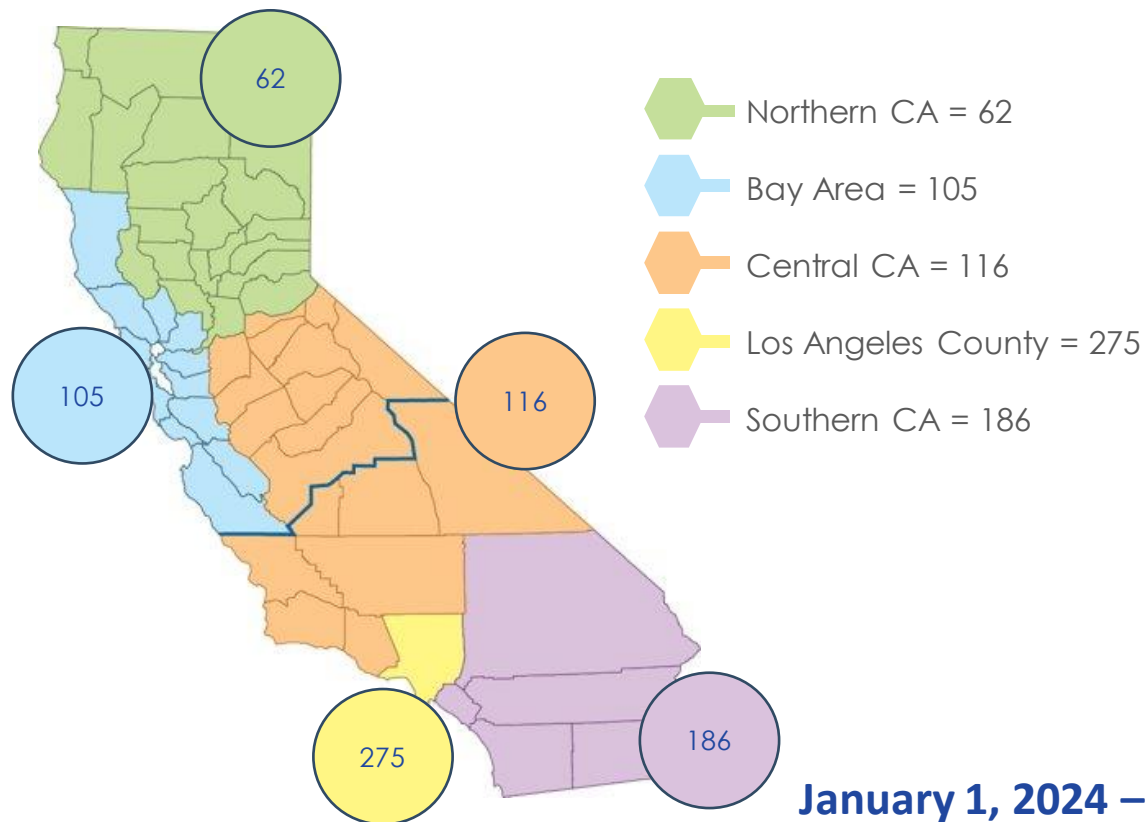 62
Northern CA = 62
Bay Area = 105
Central CA = 116
Los Angeles County = 275
Southern CA = 186
105
116
275
186
January 1, 2024 –